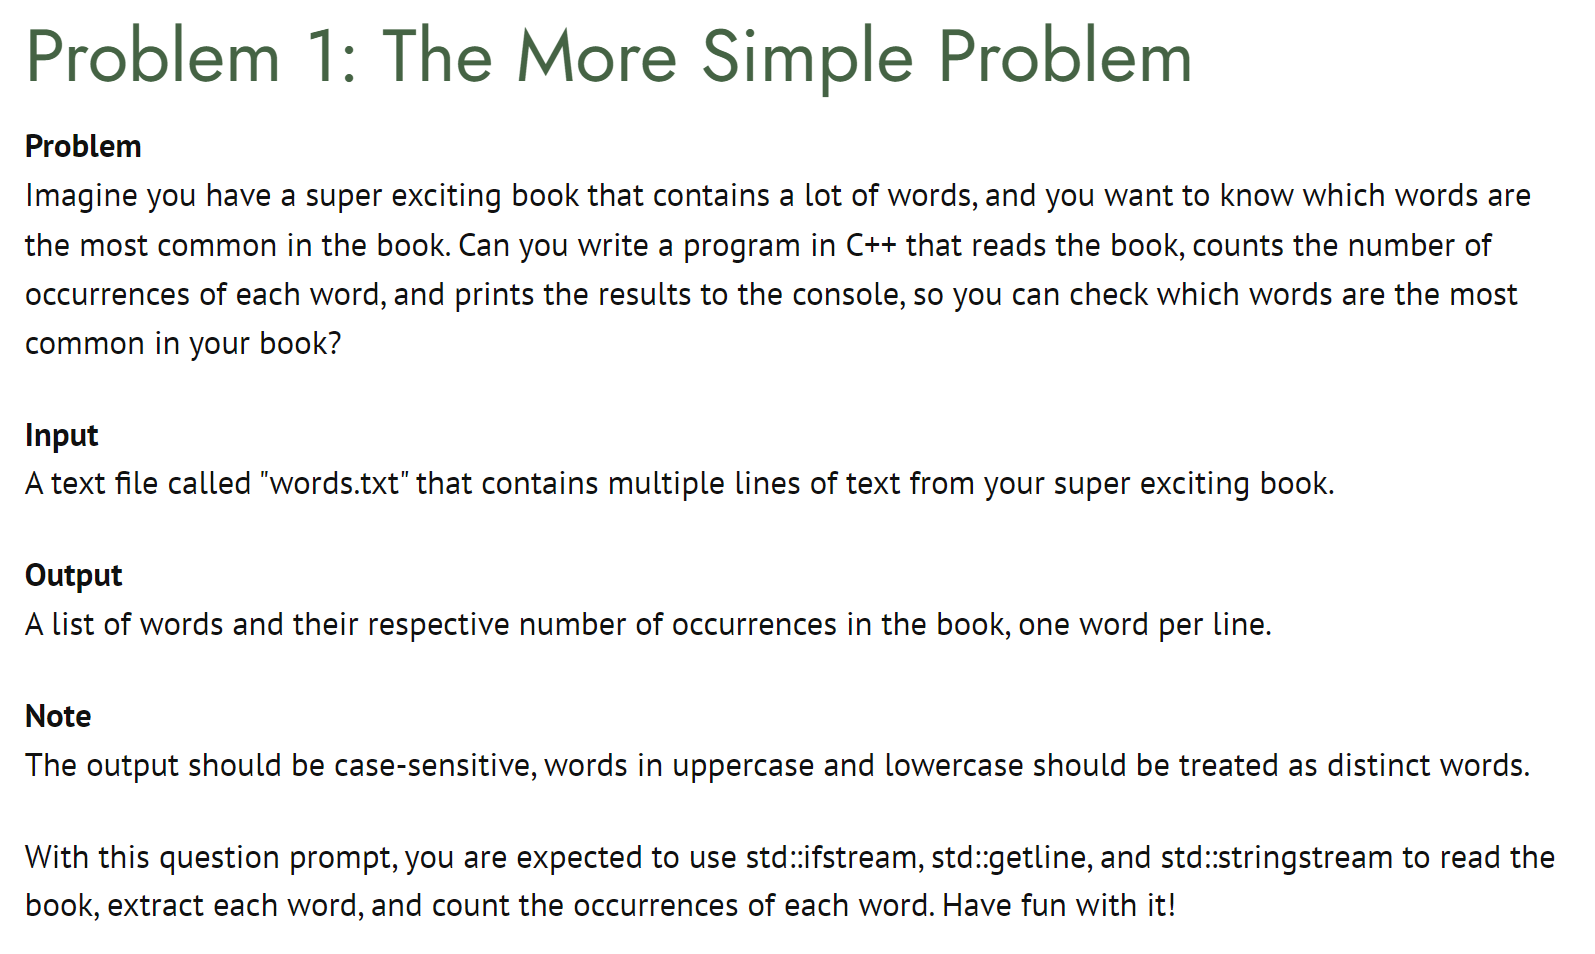 Problem 1: The More Simple Problem
Problem
Imagine you have a super exciting book that contains a lot of words, and you want to know which words are
the most common in the book. Can you write a program in C++ that reads the book, counts the number of
occurrences of each word, and prints the results to the console, so you can check which words are the most
common in your book?
Input
A text file called "words.txt" that contains multiple lines of text from your super exciting book.
Output
A list of words and their respective number of occurrences in the book, one word per line.
Note
The output should be case-sensitive, words in uppercase and lowercase should be treated as distinct words.
With this question prompt, you are expected to use std::ifstream, std::getline, and std::stringstream to read the
book, extract each word, and count the occurrences of each word. Have fun with it!